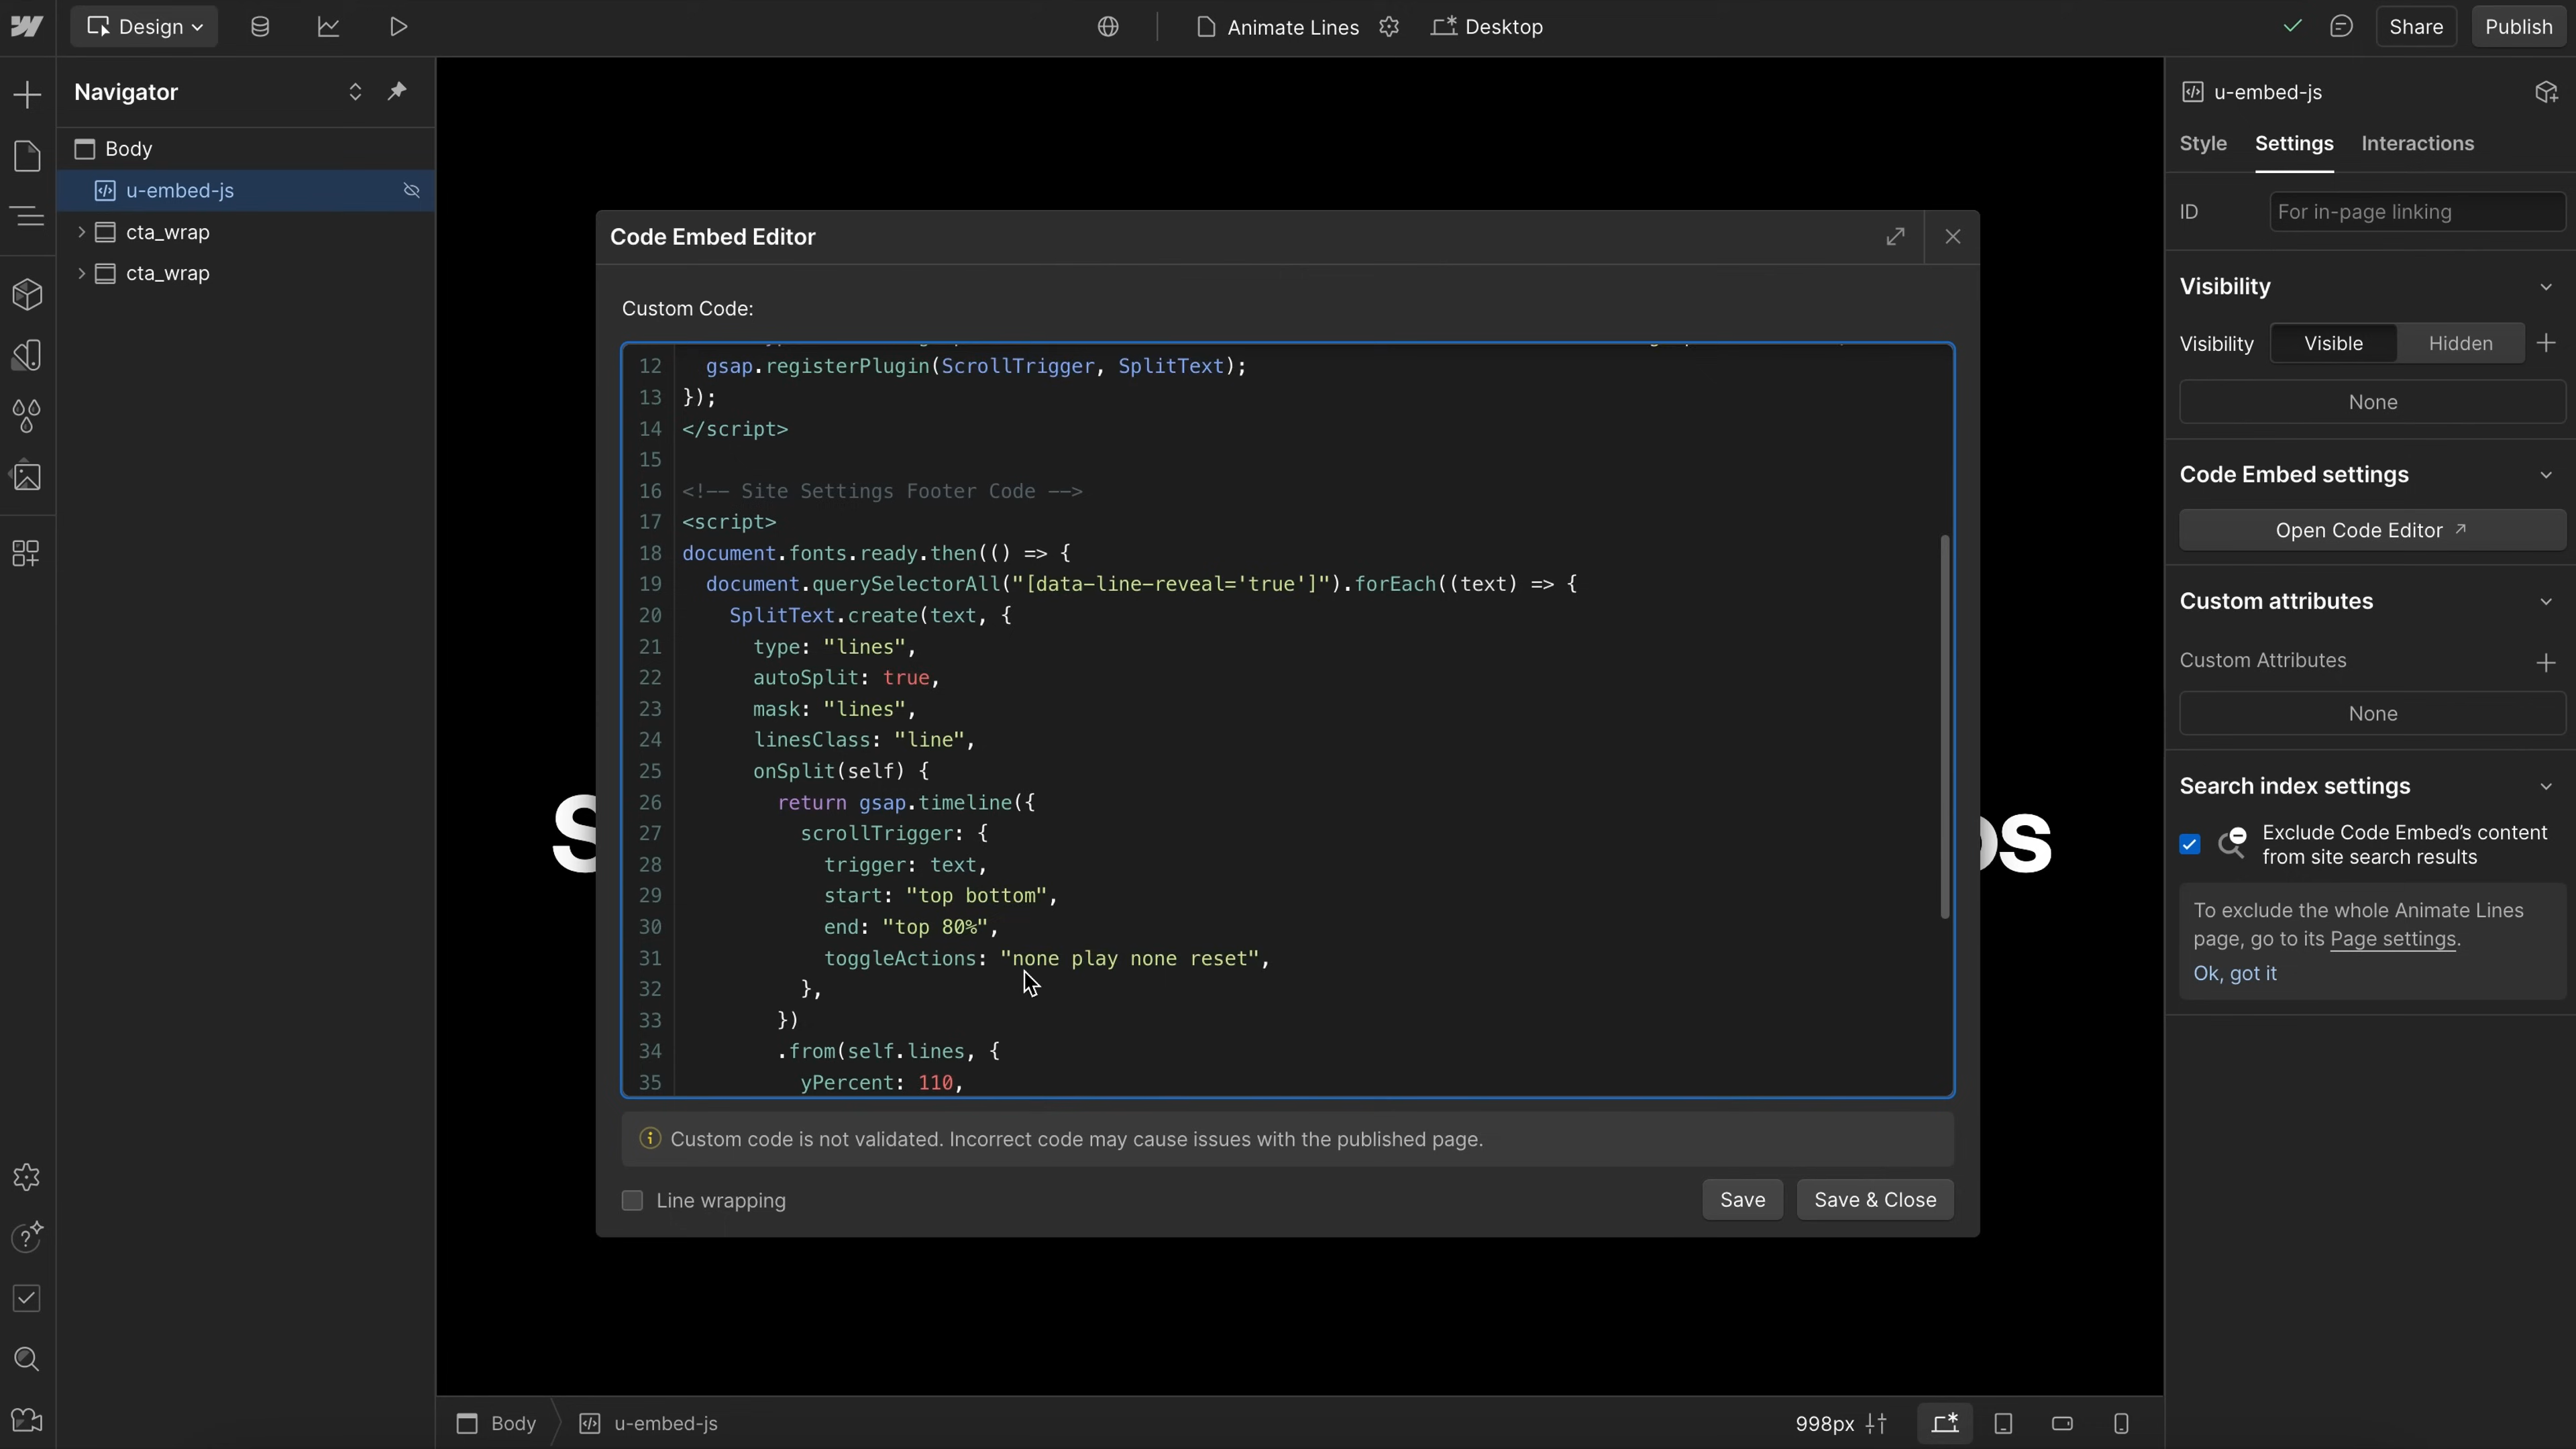 Design
Animate Lines
Desktop
Share
Publish
Navigator
Body
u-embed-js
cta_wrap
cta_wrap
Code Embed Editor
Custom Code:
12 gsap.registerPlugin(ScrollTrigger, SplitText);
13 });
14 </script>
15
16 <!-- Site Settings Footer Code -->
17 <script>
18 document.fonts.ready.then(() => {
19 document.querySelectorAll("[data-line-reveal='true']").forEach((text) => {
20 SplitText.create(text, {
21 type: "lines",
22 autoSplit: true,
23 mask: "lines",
24 linesClass: "line",
25 onSplit(self) {
26 return gsap.timeline({
27 scrollTrigger: {
28 trigger: text,
29 start: "top bottom",
30 end: "top 80%",
31 toggleActions: "none play none reset",
32 },
33 })
34 .from(self.lines, {
35 yPercent: 110,
Custom code is not validated. Incorrect code may cause issues with the published page.
Line wrapping
Save
Save & Close
Body
u-embed-js
998px
u-embed-js
Style
Settings
Interactions
ID
For in-page linking
Visibility
Visibility
Visible
Hidden
None
Code Embed settings
Open Code Editor
Custom attributes
Custom Attributes
None
Search index settings
Exclude Code Embed's content
from site search results
To exclude the whole Animate Lines
page, go to its Page settings.
Ok, got it